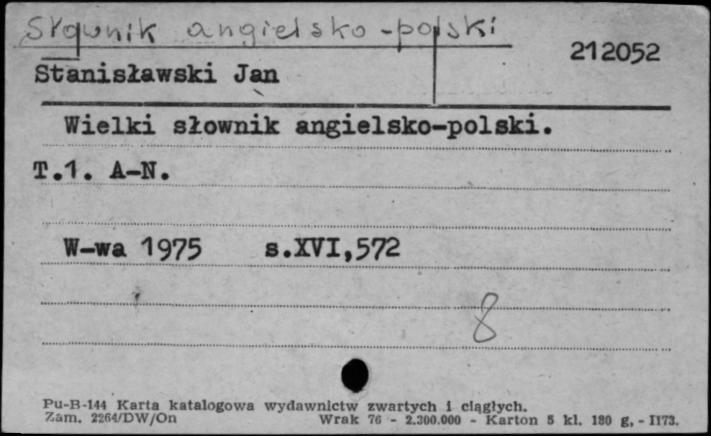 Słownik angielsko-polski
212052
Stanisławski Jan
Wielki słownik angielsko-polski.
T.1. A-N.
W-wa 1975 s.XVI,572
8
Pu-B-144 Karta katalogowa wydawnictw zwartych i ciągłych.
Zam. 2264/DW/On Wrak 76 - 2.300.000 - Karton 5 kl. 180 g, - I173.